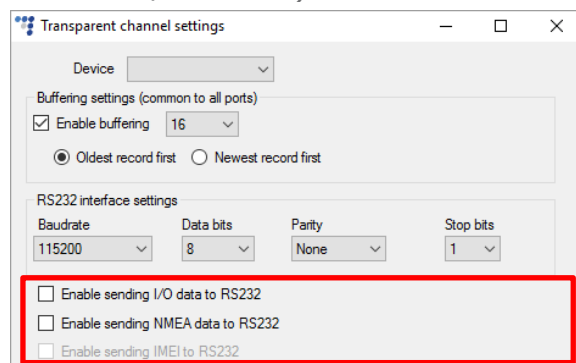 Transparent channel settings
Device
Buffering settings (common to all ports)
Enable buffering 16
Oldest record first Newest record first
RS232 interface settings
Baudrate Data bits Parity Stop bits
115200 8 None 1
Enable sending I/O data to RS232
Enable sending NMEA data to RS232
Enable sending IMEI to RS232